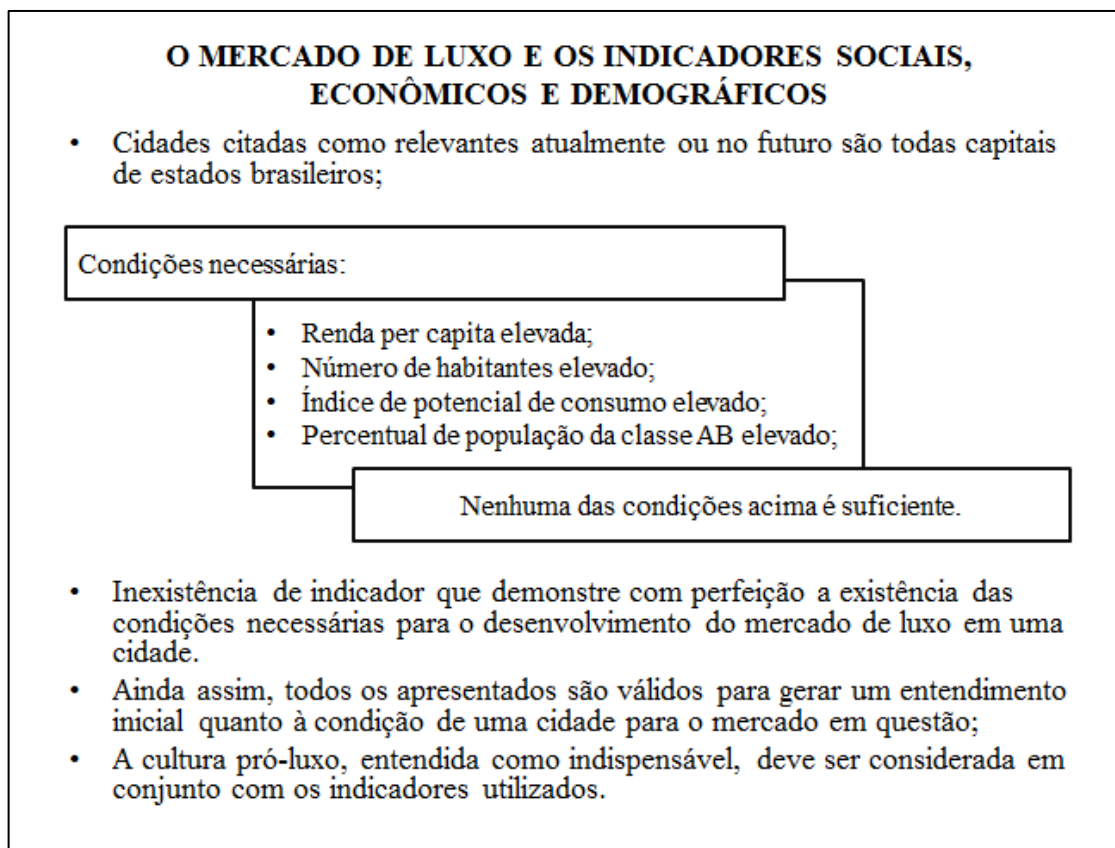 O MERCADO DE LUXO E OS INDICADORES SOCIAIS,
ECONÔMICOS E DEMOGRÁFICOS
• Cidades citadas como relevantes atualmente ou no futuro são todas capitais
de estados brasileiros;
Condições necessárias:
• Renda per capita elevada;
• Número de habitantes elevado;
• Índice de potencial de consumo elevado;
• Percentual de população da classe AB elevado;
Nenhuma das condições acima é suficiente.
• Inexistência de indicador que demonstre com perfeição a existência das
condições necessárias para o desenvolvimento do mercado de luxo em uma
cidade.
• Ainda assim, todos os apresentados são válidos para gerar um entendimento
inicial quanto à condição de uma cidade para o mercado em questão;
• A cultura pró-luxo, entendida como indispensável, deve ser considerada em
conjunto com os indicadores utilizados.